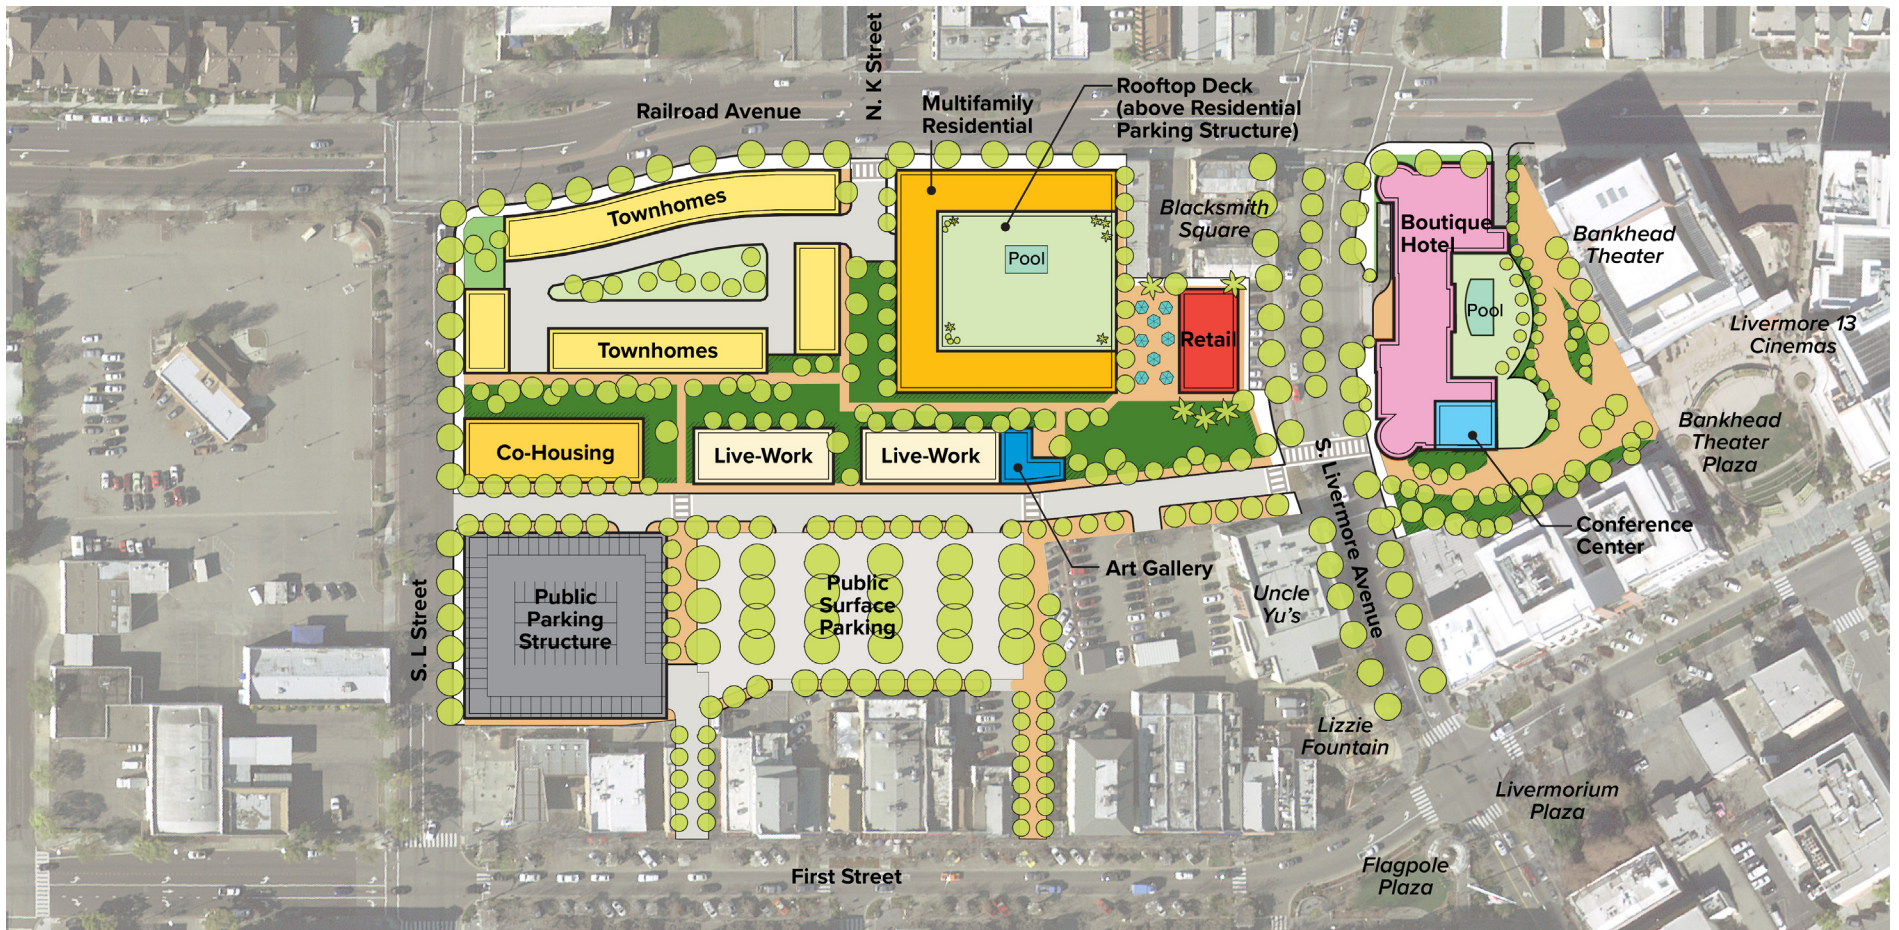 N. K Street
Railroad Avenue
Multifamily
Residential
Rooftop Deck
(above Residential
Parking Structure)
Townhomes
Pool
Blacksmith
Square
Boutique
Hotel
Bankhead
Theater
Pool
Livermore 13
Cinemas
Townhomes
Retail
Co-Housing
Live-Work
Live-Work
Bankhead
Theater
Plaza
S. Livermore Avenue
Conference
Center
Art Gallery
S. L Street
Public
Parking
Structure
Public
Surface
Parking
Uncle
Yu's
Lizzie
Fountain
Livermorium
Plaza
First Street
Flagpole
Plaza